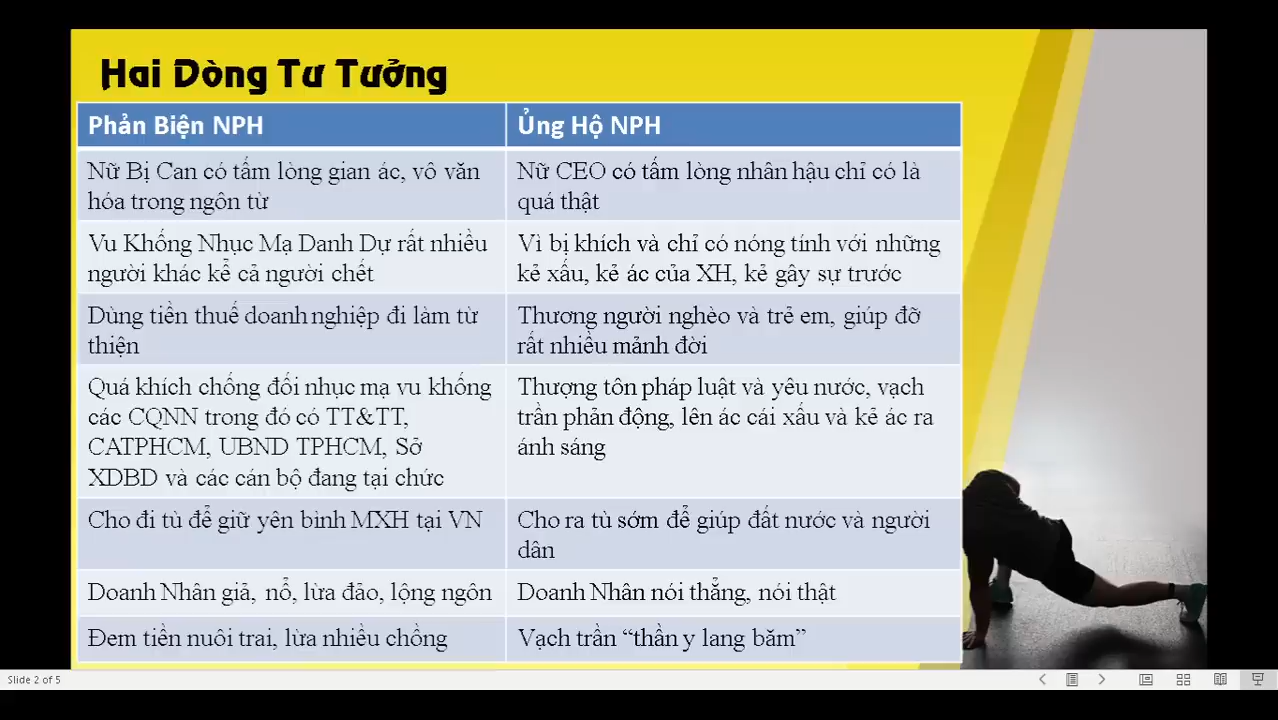 Hai Dòng Tư Tưởng
Phản Biện NPH
Ủng Hộ NPH
Nữ Bị Can có tấm lòng gian ác, vô văn
hóa trong ngôn từ
Nữ CEO có tấm lòng nhân hậu chỉ có là
quá thật
Vu Khống Nhục Mạ Danh Dự rất nhiều
người khác kể cả người chết
Vì bị khích và chỉ có nóng tính với những
kẻ xấu, kẻ ác của XH, kẻ gây sự trước
Dùng tiền thuế doanh nghiệp đi làm từ
thiện
Thương người nghèo và trẻ em, giúp đỡ
rất nhiều mảnh đời
Quá khích chống đối nhục mạ vu khống
các CQNN trong đó có TT&TT,
CATPHCM, UBND TPHCM, Sở
XDBD và các cán bộ đang tại chức
Thượng tôn pháp luật và yêu nước, vạch
trần phản động, lên ác cái xấu và kẻ ác ra
ánh sáng
Cho đi tù để giữ yên bình MXH tại VN
Cho ra tù sớm để giúp đất nước và người
dân
Doanh Nhân giả, nổ, lừa đảo, lộng ngôn
Doanh Nhân nói thẳng, nói thật
Đem tiền nuôi trai, lừa nhiều chồng
Vạch trần “thần y lang băm”
Slide 2 of 5